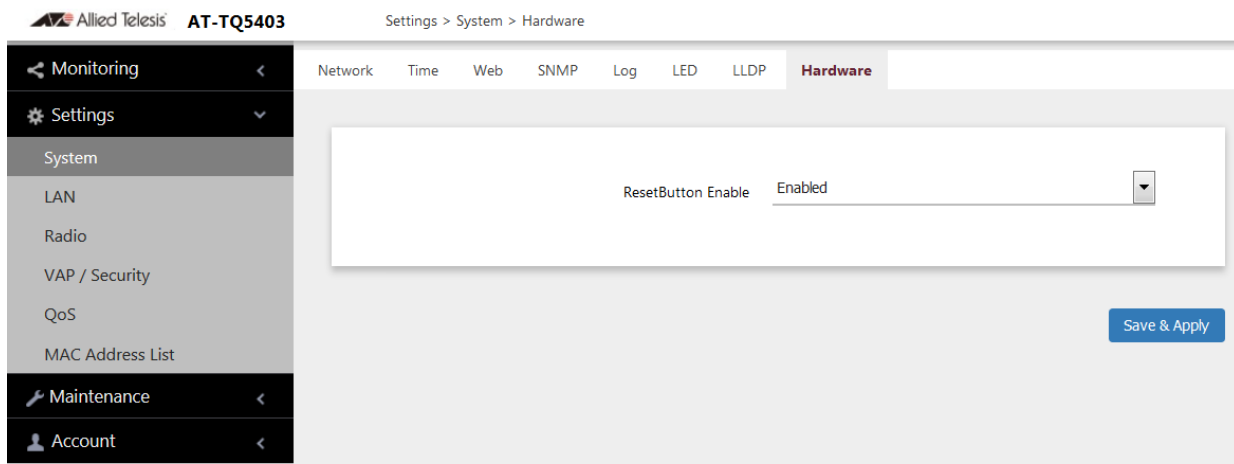 Allied Telesis AT-TQ5403 Settings > System > Hardware
Monitoring
Network Time Web SNMP Log LED LLDP Hardware
Settings
System
LAN
Radio
VAP / Security
QoS
MAC Address List
Maintenance
Account
ResetButton Enable Enabled
Save & Apply